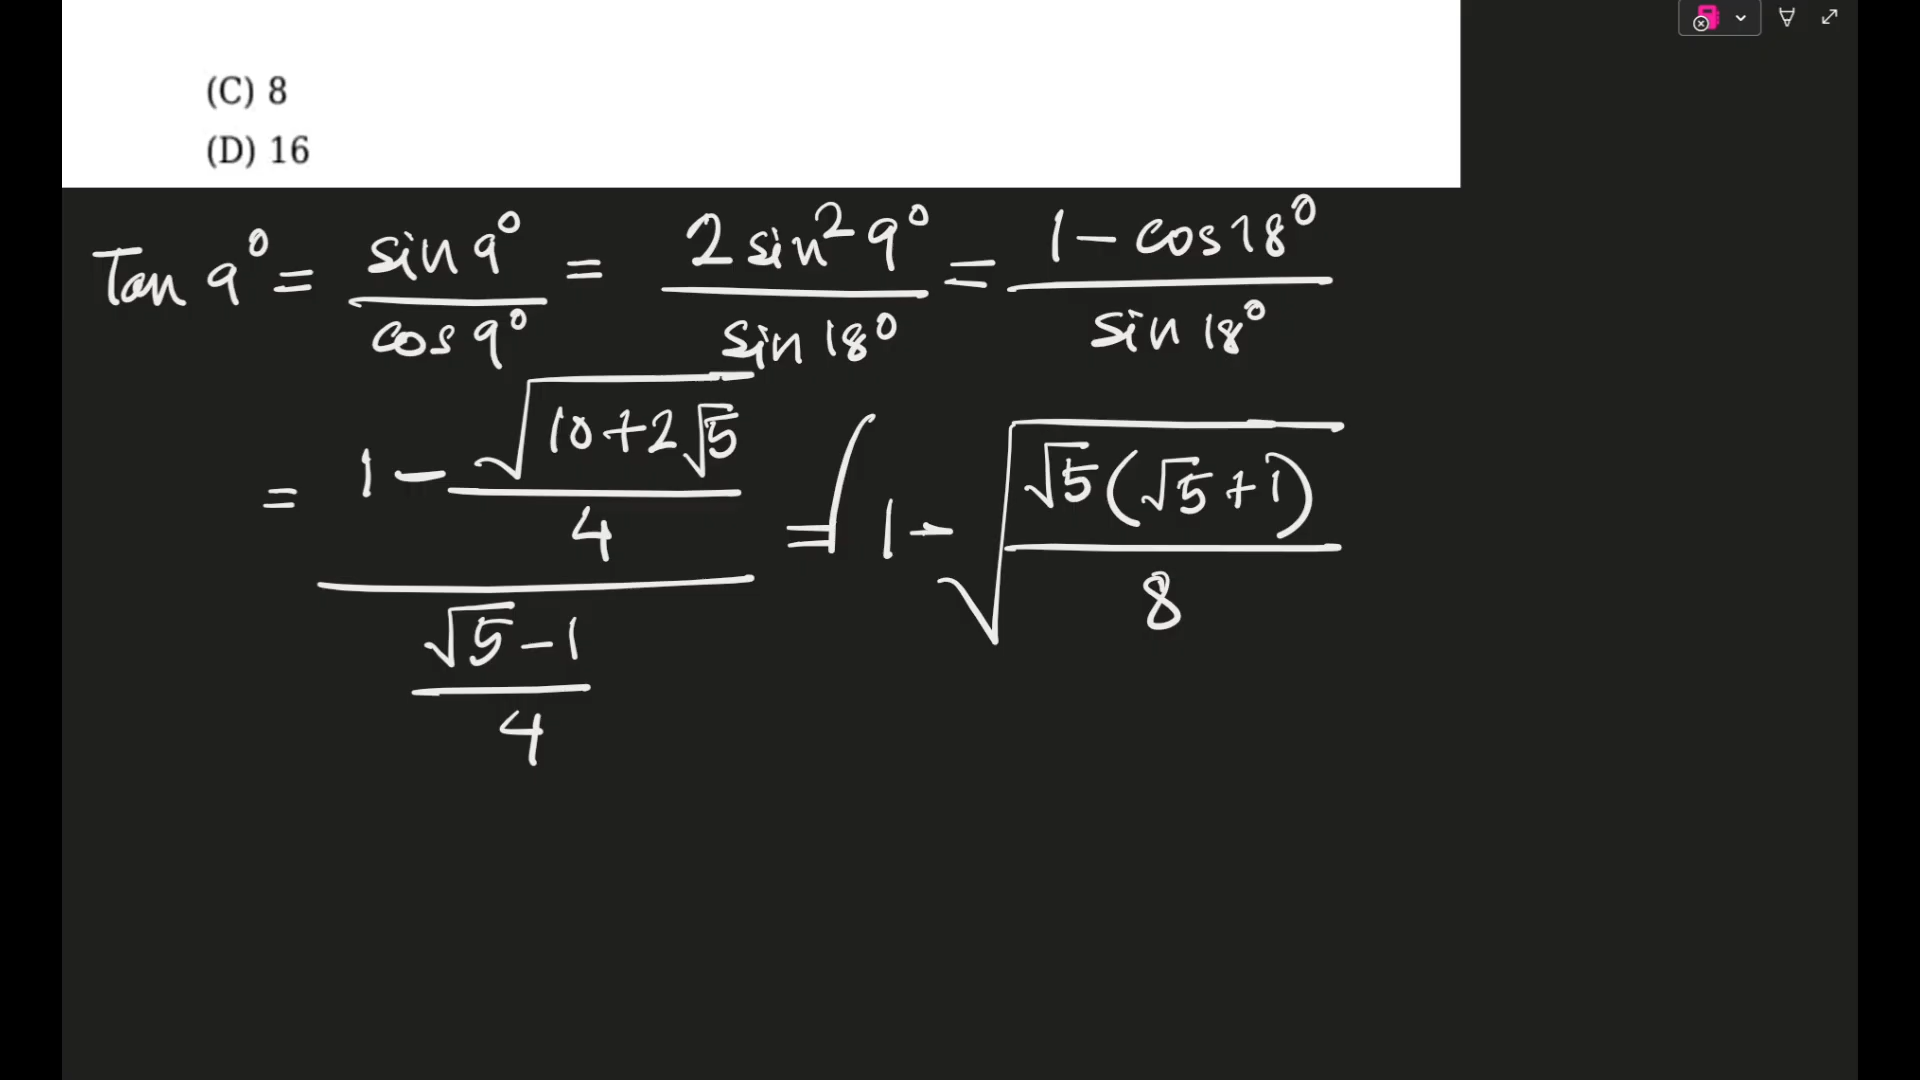 (C) 8
(D) 16
Tan 9° = sin 9° / cos 9° = 2 sin² 9° / sin 18° = 1 - cos 18° / sin 18°
= (1 - √(10+2√5) / 4) / ((√5 - 1) / 4) = ( 1 - √(√5(√5+1) / 8)